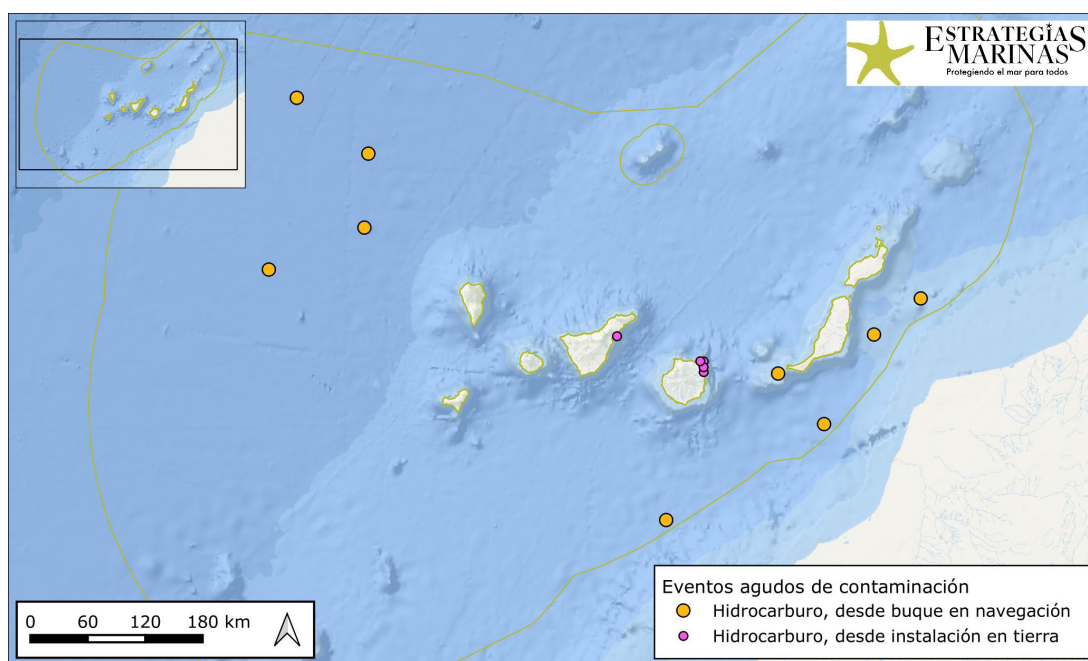 ESTRATEGIAS
MARINAS
Protegiendo el mar para todos
0 60 120 180 km
Eventos agudos de contaminación
Hidrocarburo, desde buque en navegación
Hidrocarburo, desde instalación en tierra